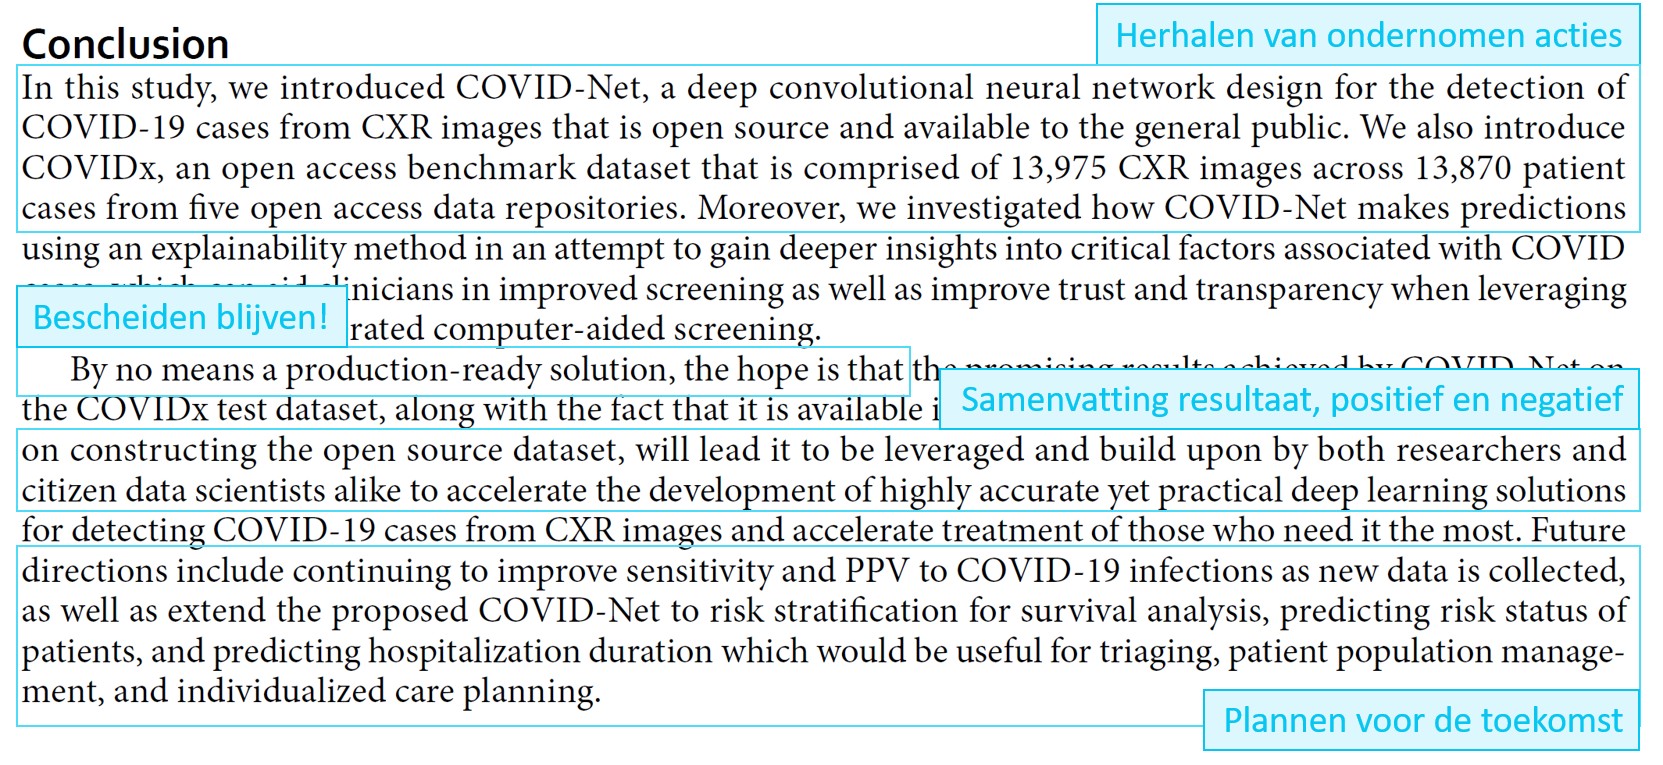 Conclusion
Herhalen van ondernomen acties
In this study, we introduced COVID-Net, a deep convolutional neural network design for the detection of
COVID-19 cases from CXR images that is open source and available to the general public. We also introduce
COVIDx, an open access benchmark dataset that is comprised of 13,975 CXR images across 13,870 patient
cases from five open access data repositories. Moreover, we investigated how COVID-Net makes predictions
using an explainability method in an attempt to gain deeper insights into critical factors associated with COVID
clinicians in improved screening as well as improve trust and transparency when leveraging
Bescheiden blijven!
rated computer-aided screening.
By no means a production-ready solution, the hope is that the promising results achieved by COVID-Net on
the COVIDx test dataset, along with the fact that it is available
Samenvatting resultaat, positief en negatief
on constructing the open source dataset, will lead it to be leveraged and build upon by both researchers and
citizen data scientists alike to accelerate the development of highly accurate yet practical deep learning solutions
for detecting COVID-19 cases from CXR images and accelerate treatment of those who need it the most. Future
directions include continuing to improve sensitivity and PPV to COVID-19 infections as new data is collected,
as well as extend the proposed COVID-Net to risk stratification for survival analysis, predicting risk status of
patients, and predicting hospitalization duration which would be useful for triaging, patient population manage-
ment, and individualized care planning.
Plannen voor de toekomst